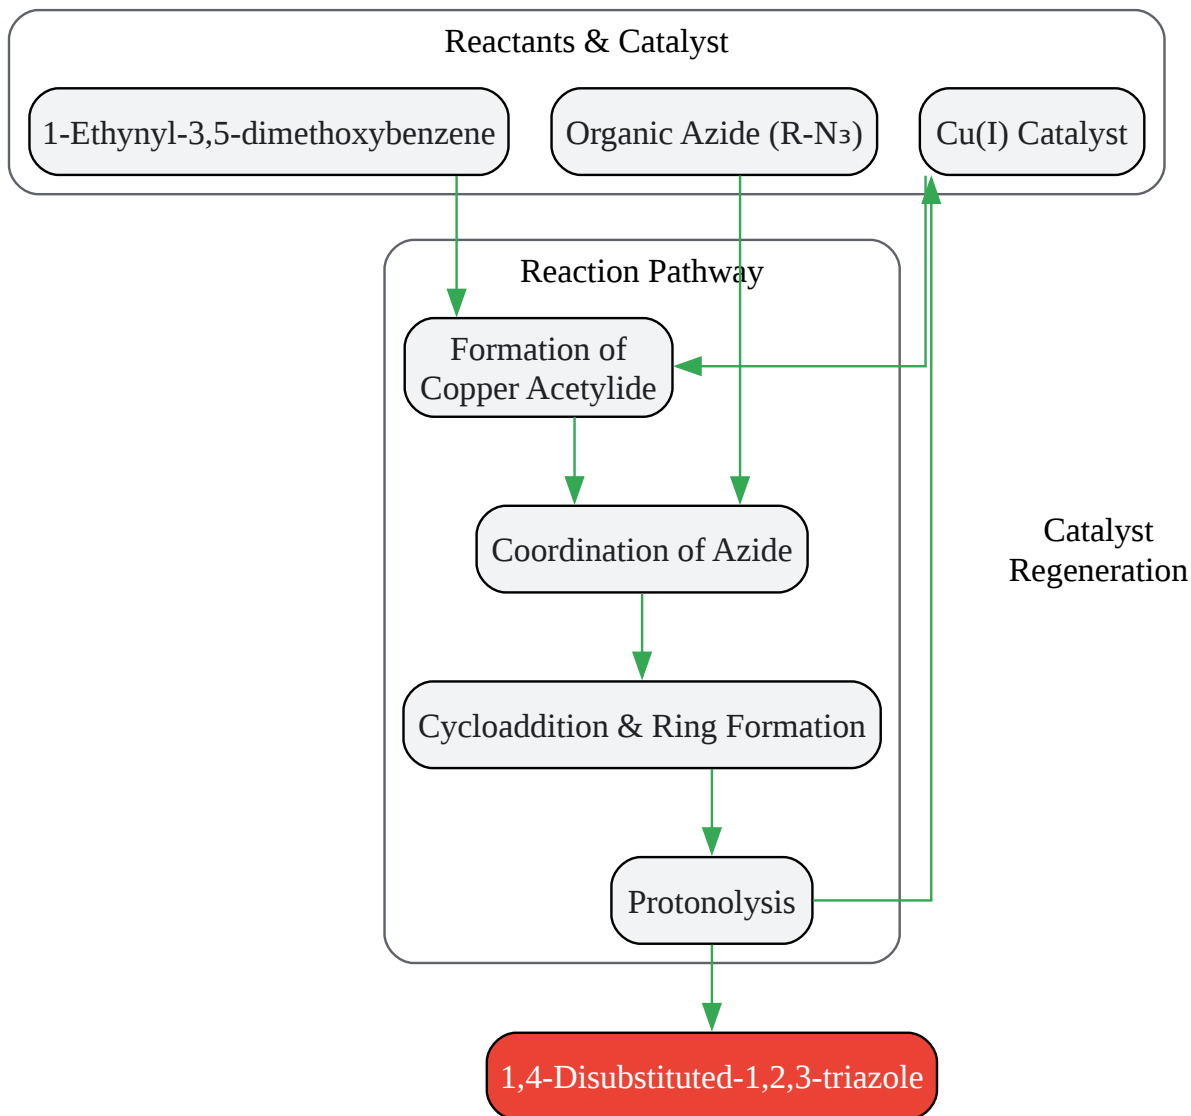 Reactants & Catalyst
1-Ethynyl-3,5-dimethoxybenzene
Organic Azide (R-N₃)
Cu(I) Catalyst
Reaction Pathway
Formation of
Copper Acetylide
Coordination of Azide
Catalyst
Regeneration
Cycloaddition & Ring Formation
Protonolysis
1,4-Disubstituted-1,2,3-triazole